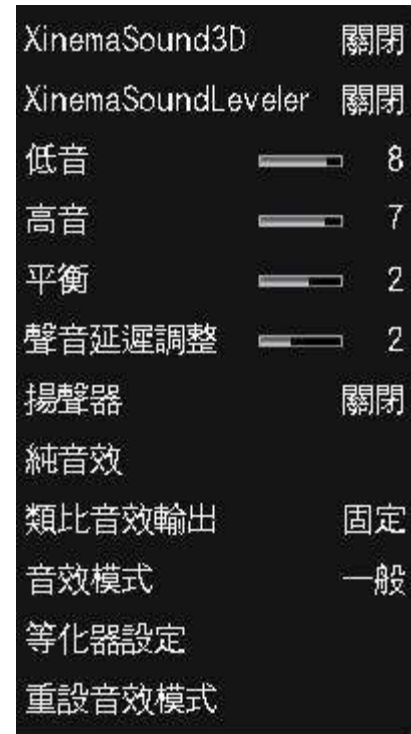 XinemaSound3D 關閉
XinemaSoundLeveler 關閉
低音 8
高音 7
平衡 2
聲音延遲調整 2
揚聲器 關閉
純音效
類比音效輸出 固定
音效模式 一般
等化器設定
重設音效模式